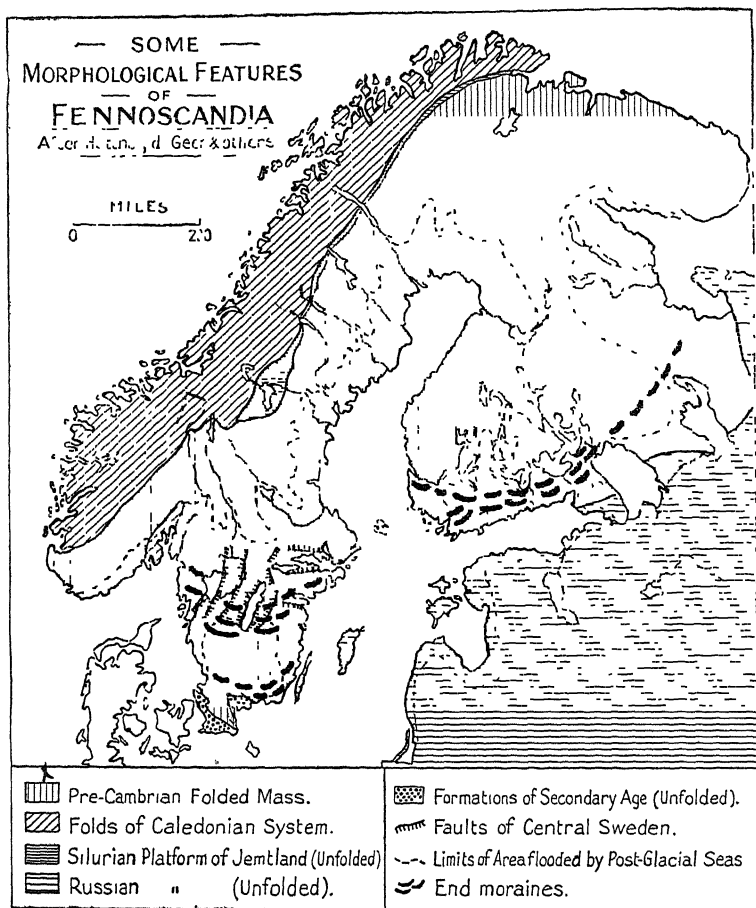 SOME
MORPHOLOGICAL FEATURES
OF
FENNOSCANDIA
& others
MILES
0
Pre-Cambrian Folded Mass.
Folds of Caledonian System.
Silurian Platform of Jemtland (Unfolded)
Russian " (Unfolded).
Formations of Secondary Age (Unfolded).
Faults of Central Sweden.
Limits of Area flooded by Post-Glacial Seas
End moraines.